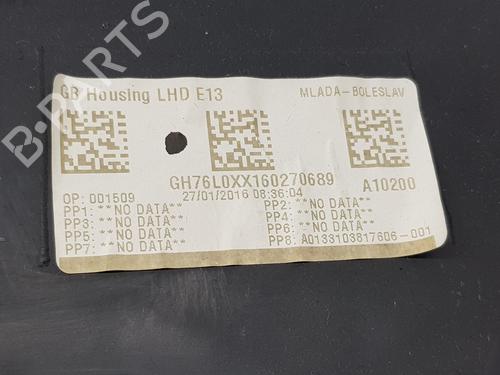 B-PARTS
GB Housing LHD E13
MLADA-BOLESLAV
GH76L0XX160270689
A10200
OP: 001509
27/01/2016 08:36:04
PP1: **NO DATA**
PP2: **NO DATA**
PP3: **NO DATA**
PP4: **NO DATA**
PP5: **NO DATA**
PP6: **NO DATA**
PP7: **NO DATA**
PP8: A0133103817606-001